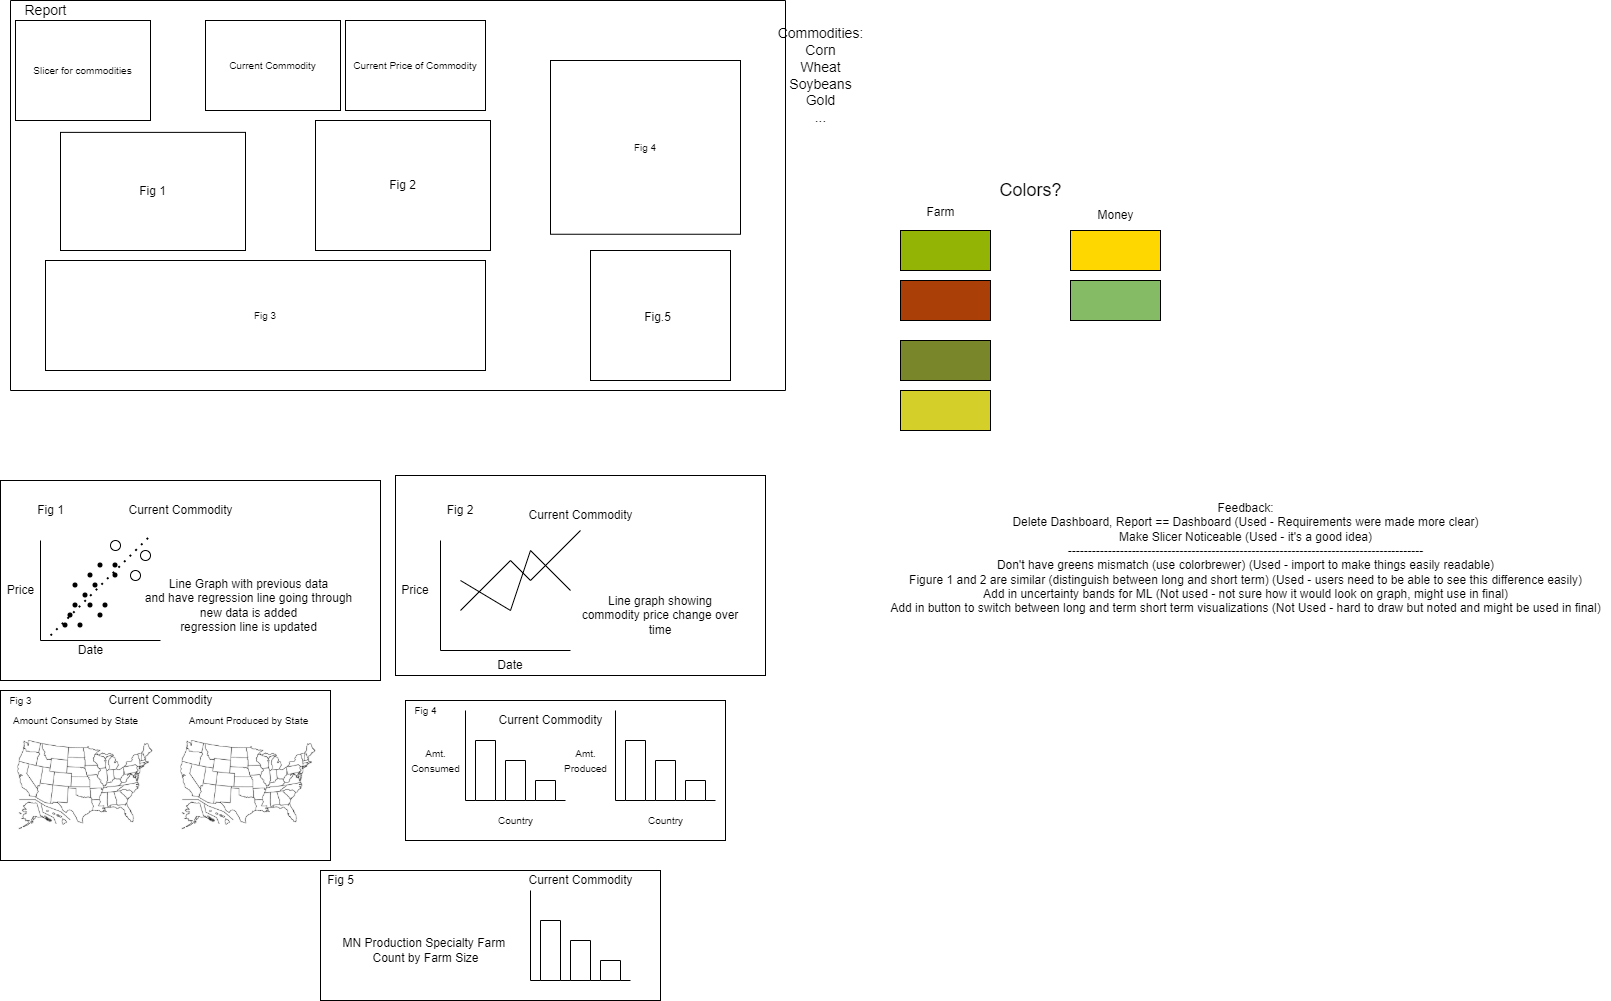 Report
Slicer for commodities
Current Commodity
Current Price of Commodity
Fig 1
Fig 2
Fig 4
Fig 3
Fig.5
Commodities:
Corn
Wheat
Soybeans
Gold
...
Colors?
Farm
Money
Fig 1
Current Commodity
Price
Line Graph with previous data
and have regression line going through
new data is added
regression line is updated
Date
Fig 2
Current Commodity
Price
Line graph showing
commodity price change over
time
Date
Feedback:
Delete Dashboard, Report == Dashboard (Used - Requirements were made more clear)
Make Slicer Noticeable (Used - it's a good idea)
-----------------------------------------------------------------------------------------
Don't have greens mismatch (use colorbrewer) (Used - import to make things easily readable)
Figure 1 and 2 are similar (distinguish between long and short term) (Used - users need to be able to see this difference easily)
Add in uncertainty bands for ML (Not used - not sure how it would look on graph, might use in final)
Add in button to switch between long and term short term visualizations (Not Used - hard to draw but noted and might be used in final)
Fig 3
Current Commodity
Amount Consumed by State
Amount Produced by State
Fig 4
Current Commodity
Amt.
Consumed
Amt.
Produced
Country
Country
Fig 5
Current Commodity
MN Production Specialty Farm
Count by Farm Size